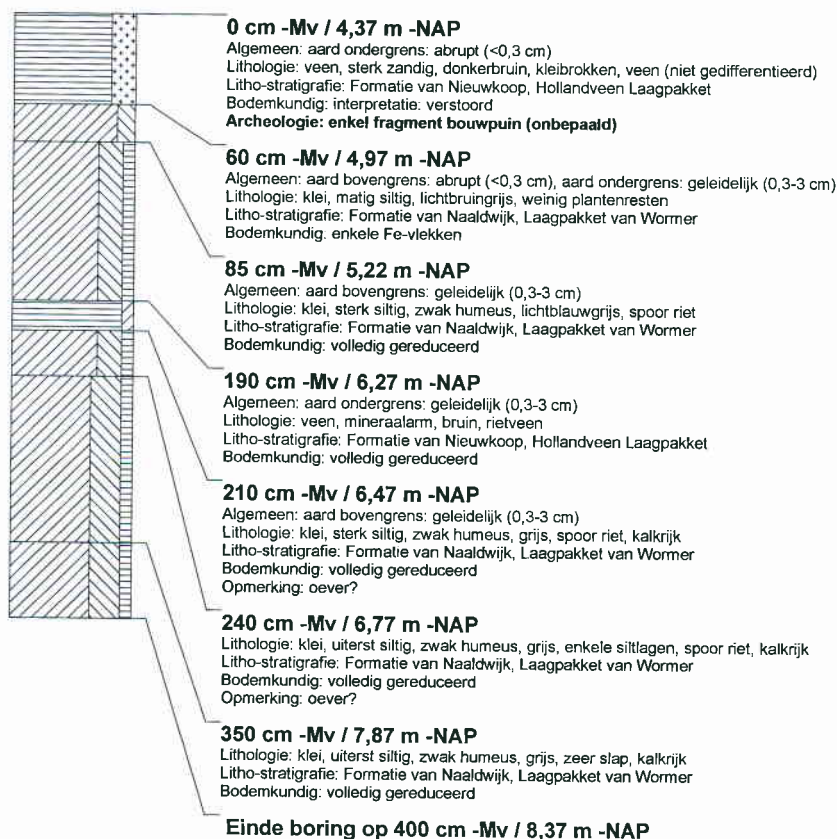 0 cm -Mv / 4,37 m -NAP
Algemeen: aard ondergrens: abrupt (<0,3 cm)
Lithologie: veen, sterk zandig, donkerbruin, kleibrokken, veen (niet gedifferentieerd)
Litho-stratigrafie: Formatie van Nieuwkoop, Hollandveen Laagpakket
Bodemkundig: interpretatie: verstoord
Archeologie: enkel fragment bouwpuin (onbepaald)
60 cm -Mv / 4,97 m -NAP
Algemeen: aard bovengrens: abrupt (<0,3 cm), aard ondergrens: geleidelijk (0,3-3 cm)
Lithologie: klei, matig siltig, lichtbruingrijs, weinig plantenresten
Litho-stratigrafie: Formatie van Naaldwijk, Laagpakket van Wormer
Bodemkundig: enkele Fe-vlekken
85 cm -Mv / 5,22 m -NAP
Algemeen: aard bovengrens: geleidelijk (0,3-3 cm)
Lithologie: klei, sterk siltig, zwak humeus, lichtblauwgrijs, spoor riet
Litho-stratigrafie: Formatie van Naaldwijk, Laagpakket van Wormer
Bodemkundig: volledig gereduceerd
190 cm -Mv / 6,27 m -NAP
Algemeen: aard ondergrens: geleidelijk (0,3-3 cm)
Lithologie: veen, mineraalarm, bruin, rietveen
Litho-stratigrafie: Formatie van Nieuwkoop, Hollandveen Laagpakket
Bodemkundig: volledig gereduceerd
210 cm -Mv / 6,47 m -NAP
Algemeen: aard bovengrens: geleidelijk (0,3-3 cm)
Lithologie: klei, sterk siltig, zwak humeus, grijs, spoor riet, kalkrijk
Litho-stratigrafie: Formatie van Naaldwijk, Laagpakket van Wormer
Bodemkundig: volledig gereduceerd
Opmerking: oever?
240 cm -Mv / 6,77 m -NAP
Lithologie: klei, uiterst siltig, zwak humeus, grijs, enkele siltlagen, spoor riet, kalkrijk
Litho-stratigrafie: Formatie van Naaldwijk, Laagpakket van Wormer
Bodemkundig: volledig gereduceerd
Opmerking: oever?
350 cm -Mv / 7,87 m -NAP
Lithologie: klei, uiterst siltig, zwak humeus, grijs, zeer slap, kalkrijk
Litho-stratigrafie: Formatie van Naaldwijk, Laagpakket van Wormer
Bodemkundig: volledig gereduceerd
Einde boring op 400 cm -Mv / 8,37 m -NAP